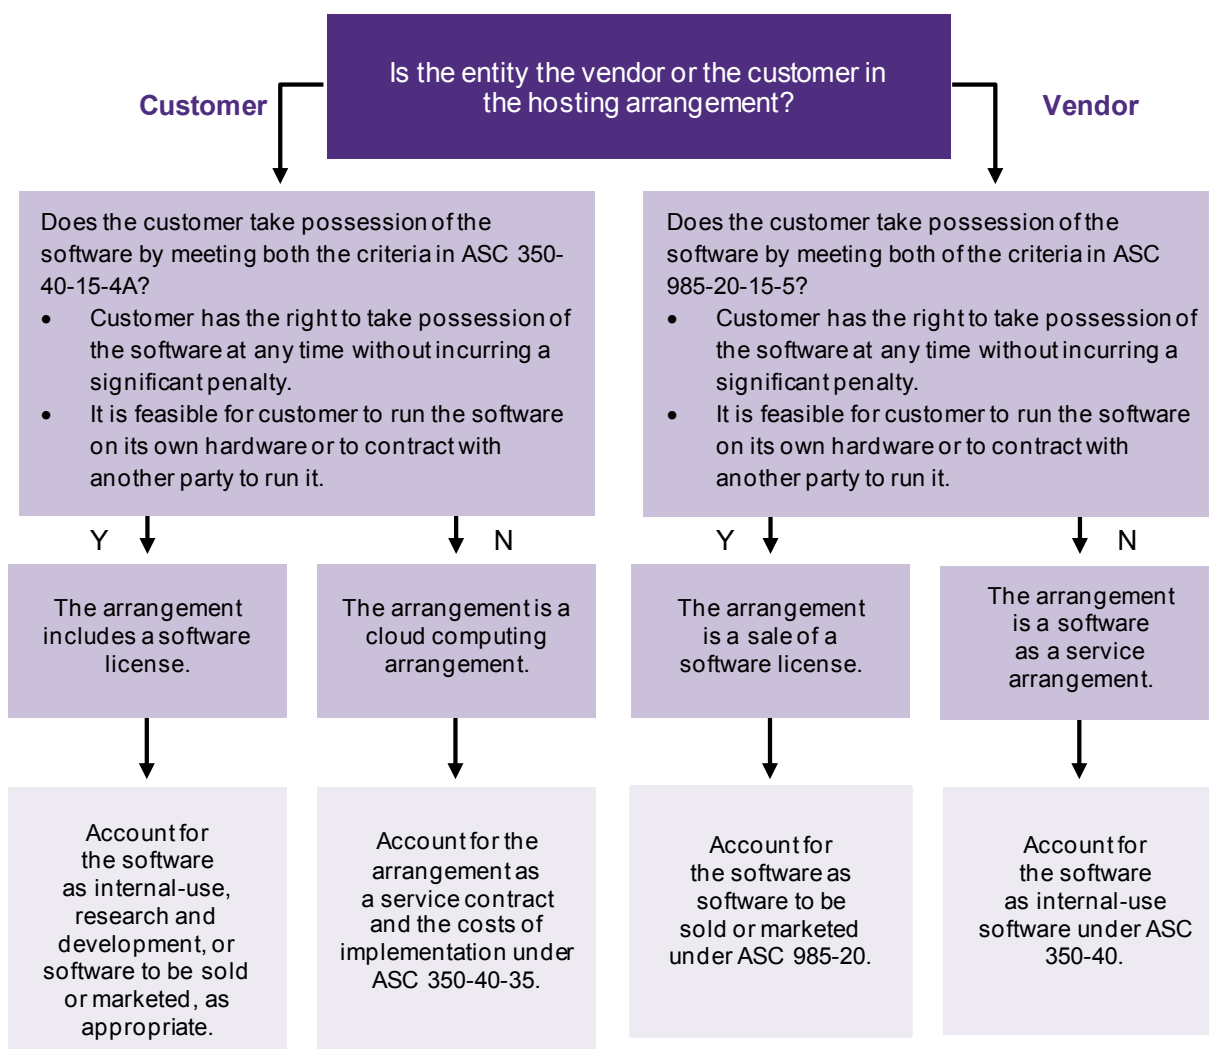 Is the entity the vendor or the customer in
the hosting arrangement?
Customer
Vendor
Does the customer take possession of the
software by meeting both the criteria in ASC 350-
40-15-4A?
• Customer has the right to take possession of
the software at any time without incurring a
significant penalty.
• It is feasible for customer to run the software
on its own hardware or to contract with
another party to run it.
Does the customer take possession of the
software by meeting both of the criteria in ASC
985-20-15-5?
• Customer has the right to take possession of
the software at any time without incurring a
significant penalty.
• It is feasible for customer to run the software
on its own hardware or to contract with
another party to run it.
Y
N
Y
N
The arrangement
includes a software
license.
The arrangement is a
cloud computing
arrangement.
The arrangement
is a sale of a
software license.
The arrangement
is a software
as a service
arrangement.
Account for
the software
as internal-use,
research and
development, or
software to be sold
or marketed, as
appropriate.
Account for the
arrangement as
a service contract
and the costs of
implementation under
ASC 350-40-35.
Account for
the software as
software to be
sold or marketed
under ASC 985-20.
Account for
the software
as internal-use
software under ASC
350-40.